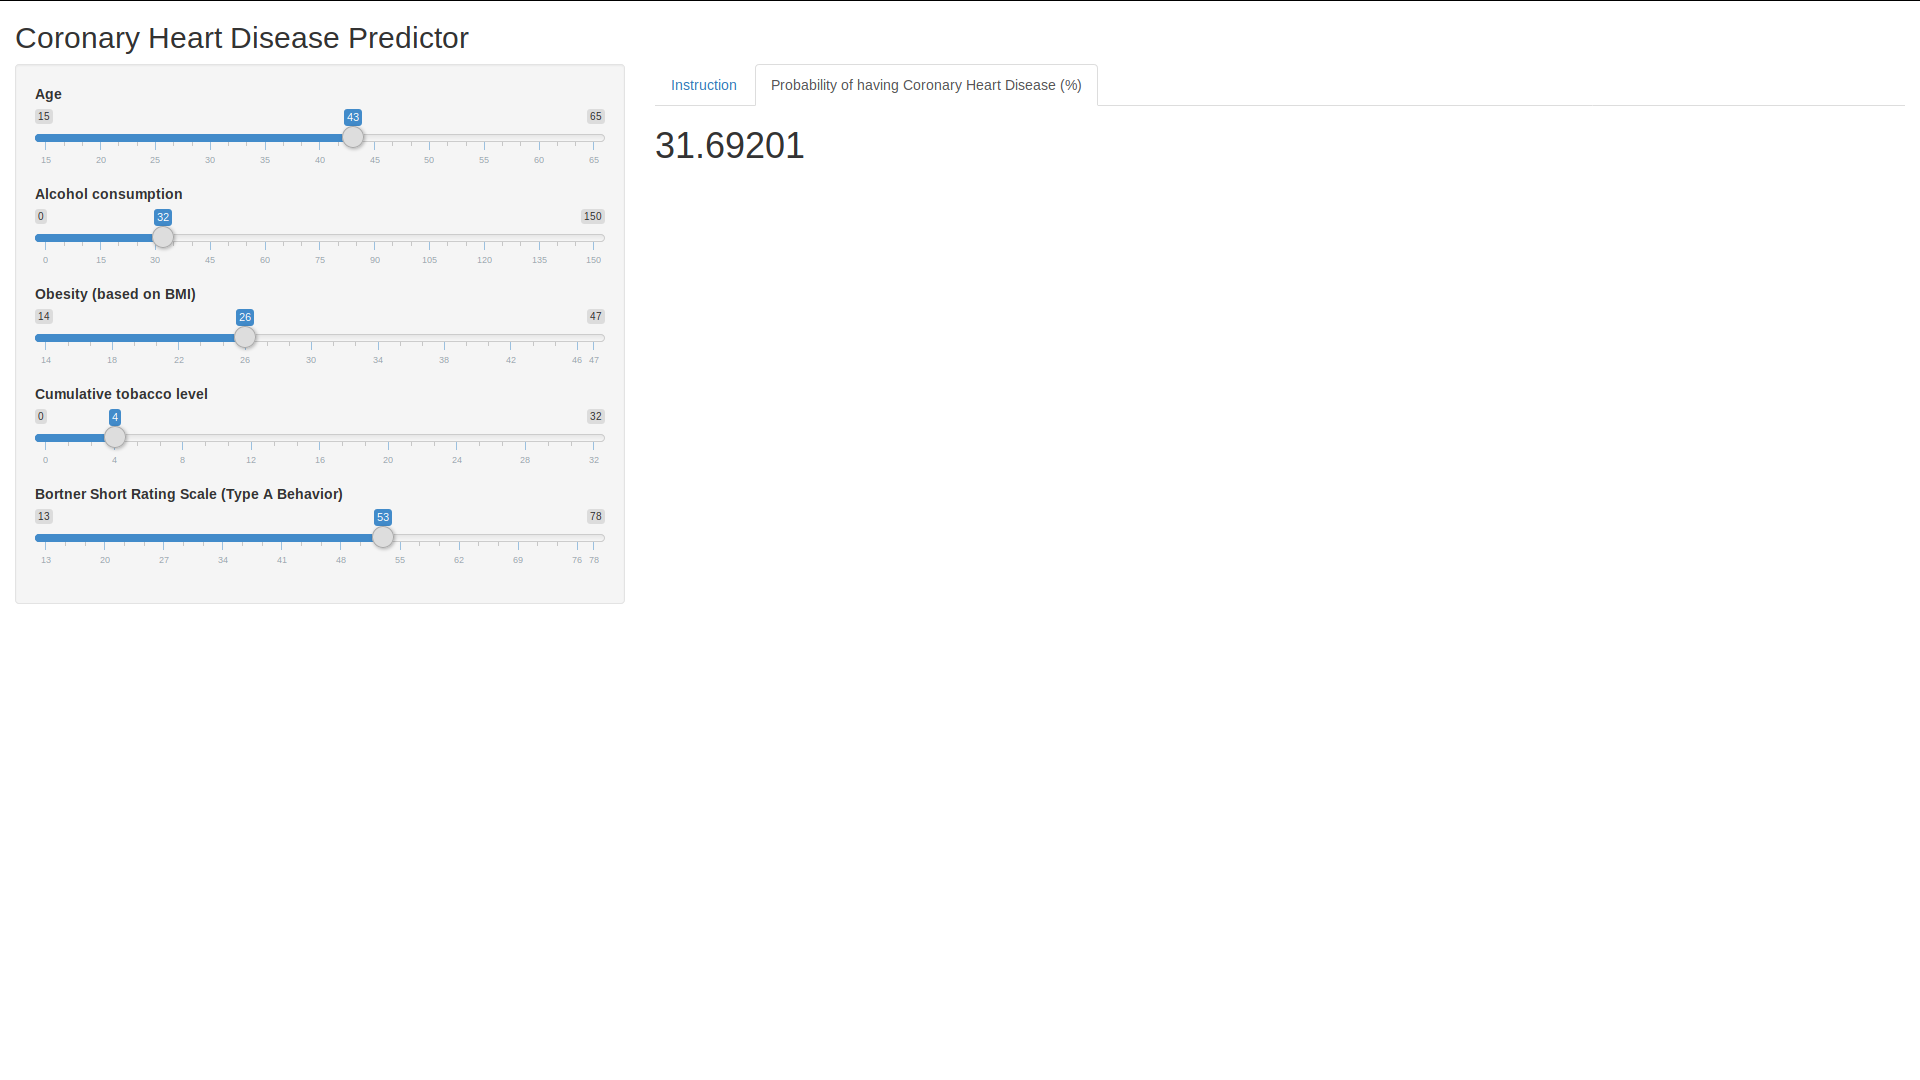 Coronary Heart Disease Predictor
Age
15 43 65
15 20 25 30 35 40 45 50 55 60 65
Alcohol consumption
0 32 150
0 15 30 45 60 75 90 105 120 135 150
Obesity (based on BMI)
14 26 47
14 18 22 26 30 34 38 42 46 47
Cumulative tobacco level
0 4 32
0 4 8 12 16 20 24 28 32
Bortner Short Rating Scale (Type A Behavior)
13 53 78
13 20 27 34 41 48 55 62 69 76 78
Instruction Probability of having Coronary Heart Disease (%)
31.69201